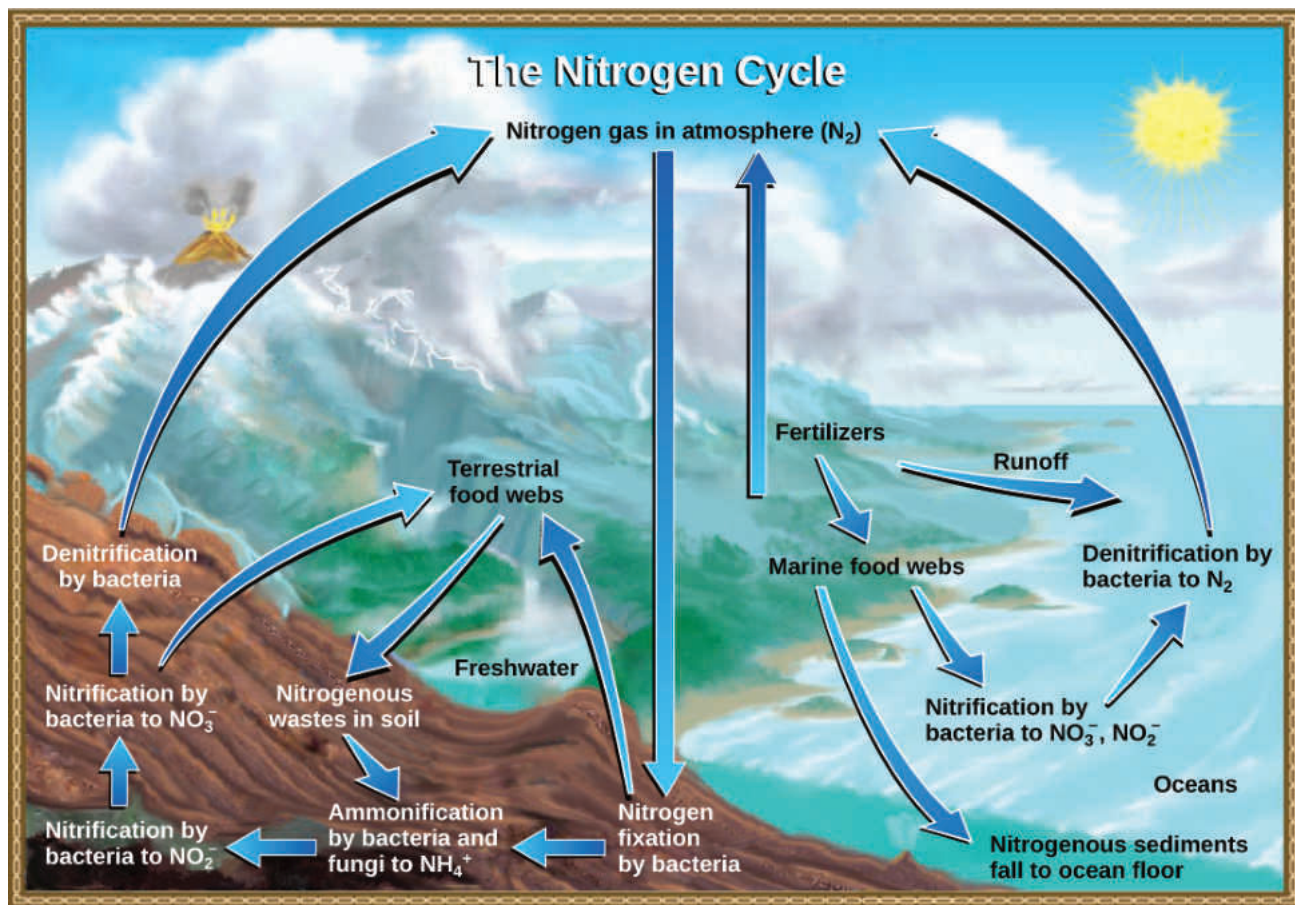 The Nitrogen Cycle
Nitrogen gas in atmosphere (N₂)
Fertilizers
Runoff
Terrestrial
food webs
Denitrification
by bacteria
Marine food webs
Denitrification by
bacteria to N₂
Freshwater
Nitrification by
bacteria to NO₃⁻
Nitrogenous
wastes in soil
Nitrification by
bacteria to NO₃⁻, NO₂⁻
Oceans
Nitrification by
bacteria to NO₂⁻
Ammonification
by bacteria and
fungi to NH₄⁺
Nitrogen
fixation
by bacteria
Nitrogenous sediments
fall to ocean floor